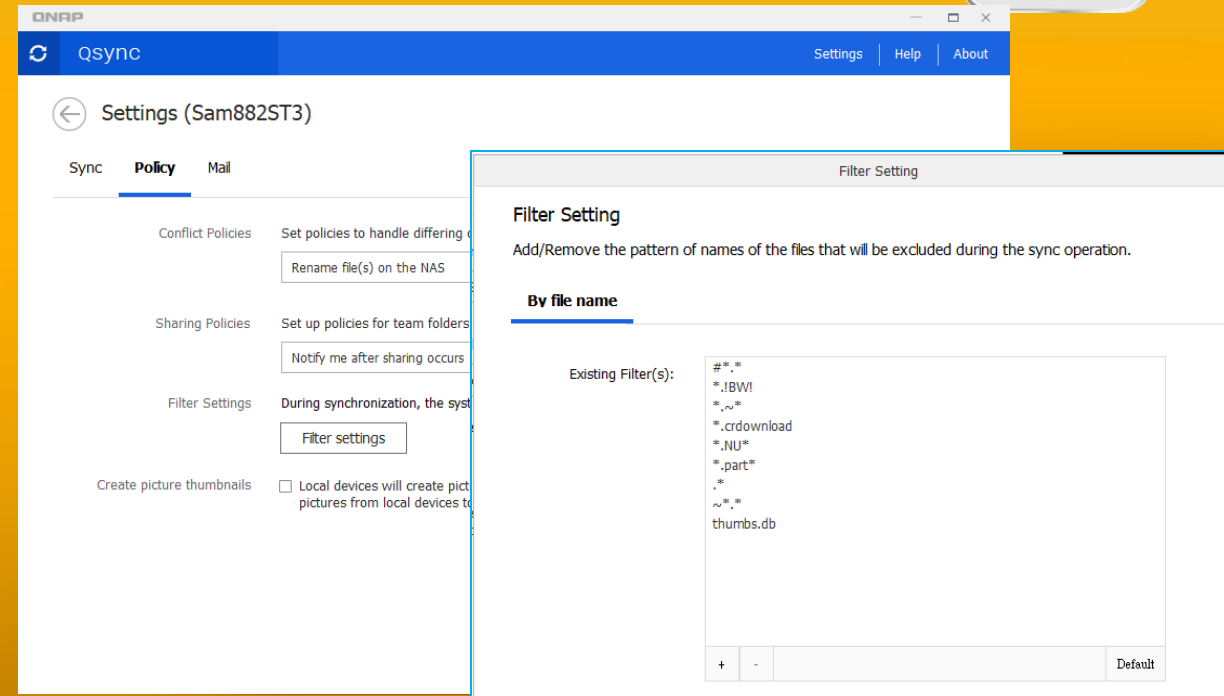 QNAP
Qsync
Settings
Help
About
Settings (Sam882ST3)
Sync
Policy
Mail
Conflict Policies
Set policies to handle differing
Rename file(s) on the NAS
Sharing Policies
Set up policies for team folders
Notify me after sharing occurs
Filter Settings
During synchronization, the syst
Filter settings
Create picture thumbnails
Local devices will create pict
pictures from local devices to
Filter Setting
Filter Setting
Add/Remove the pattern of names of the files that will be excluded during the sync operation.
By file name
Existing Filter(s):
#*.*
*.!BW!
*.~*
*.crdownload
*.NU*
*.part*
.*
~*.*
thumbs.db
+
-
Default